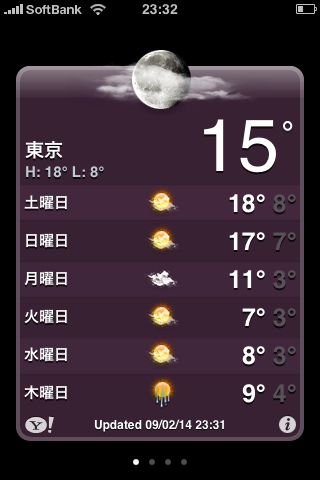 SoftBank 23:32
東京
15°
H: 18° L: 8°
土曜日 18° 8°
日曜日 17° 7°
月曜日 11° 3°
火曜日 7° 3°
水曜日 8° 3°
木曜日 9° 4°
Y! Updated 09/02/14 23:31 i